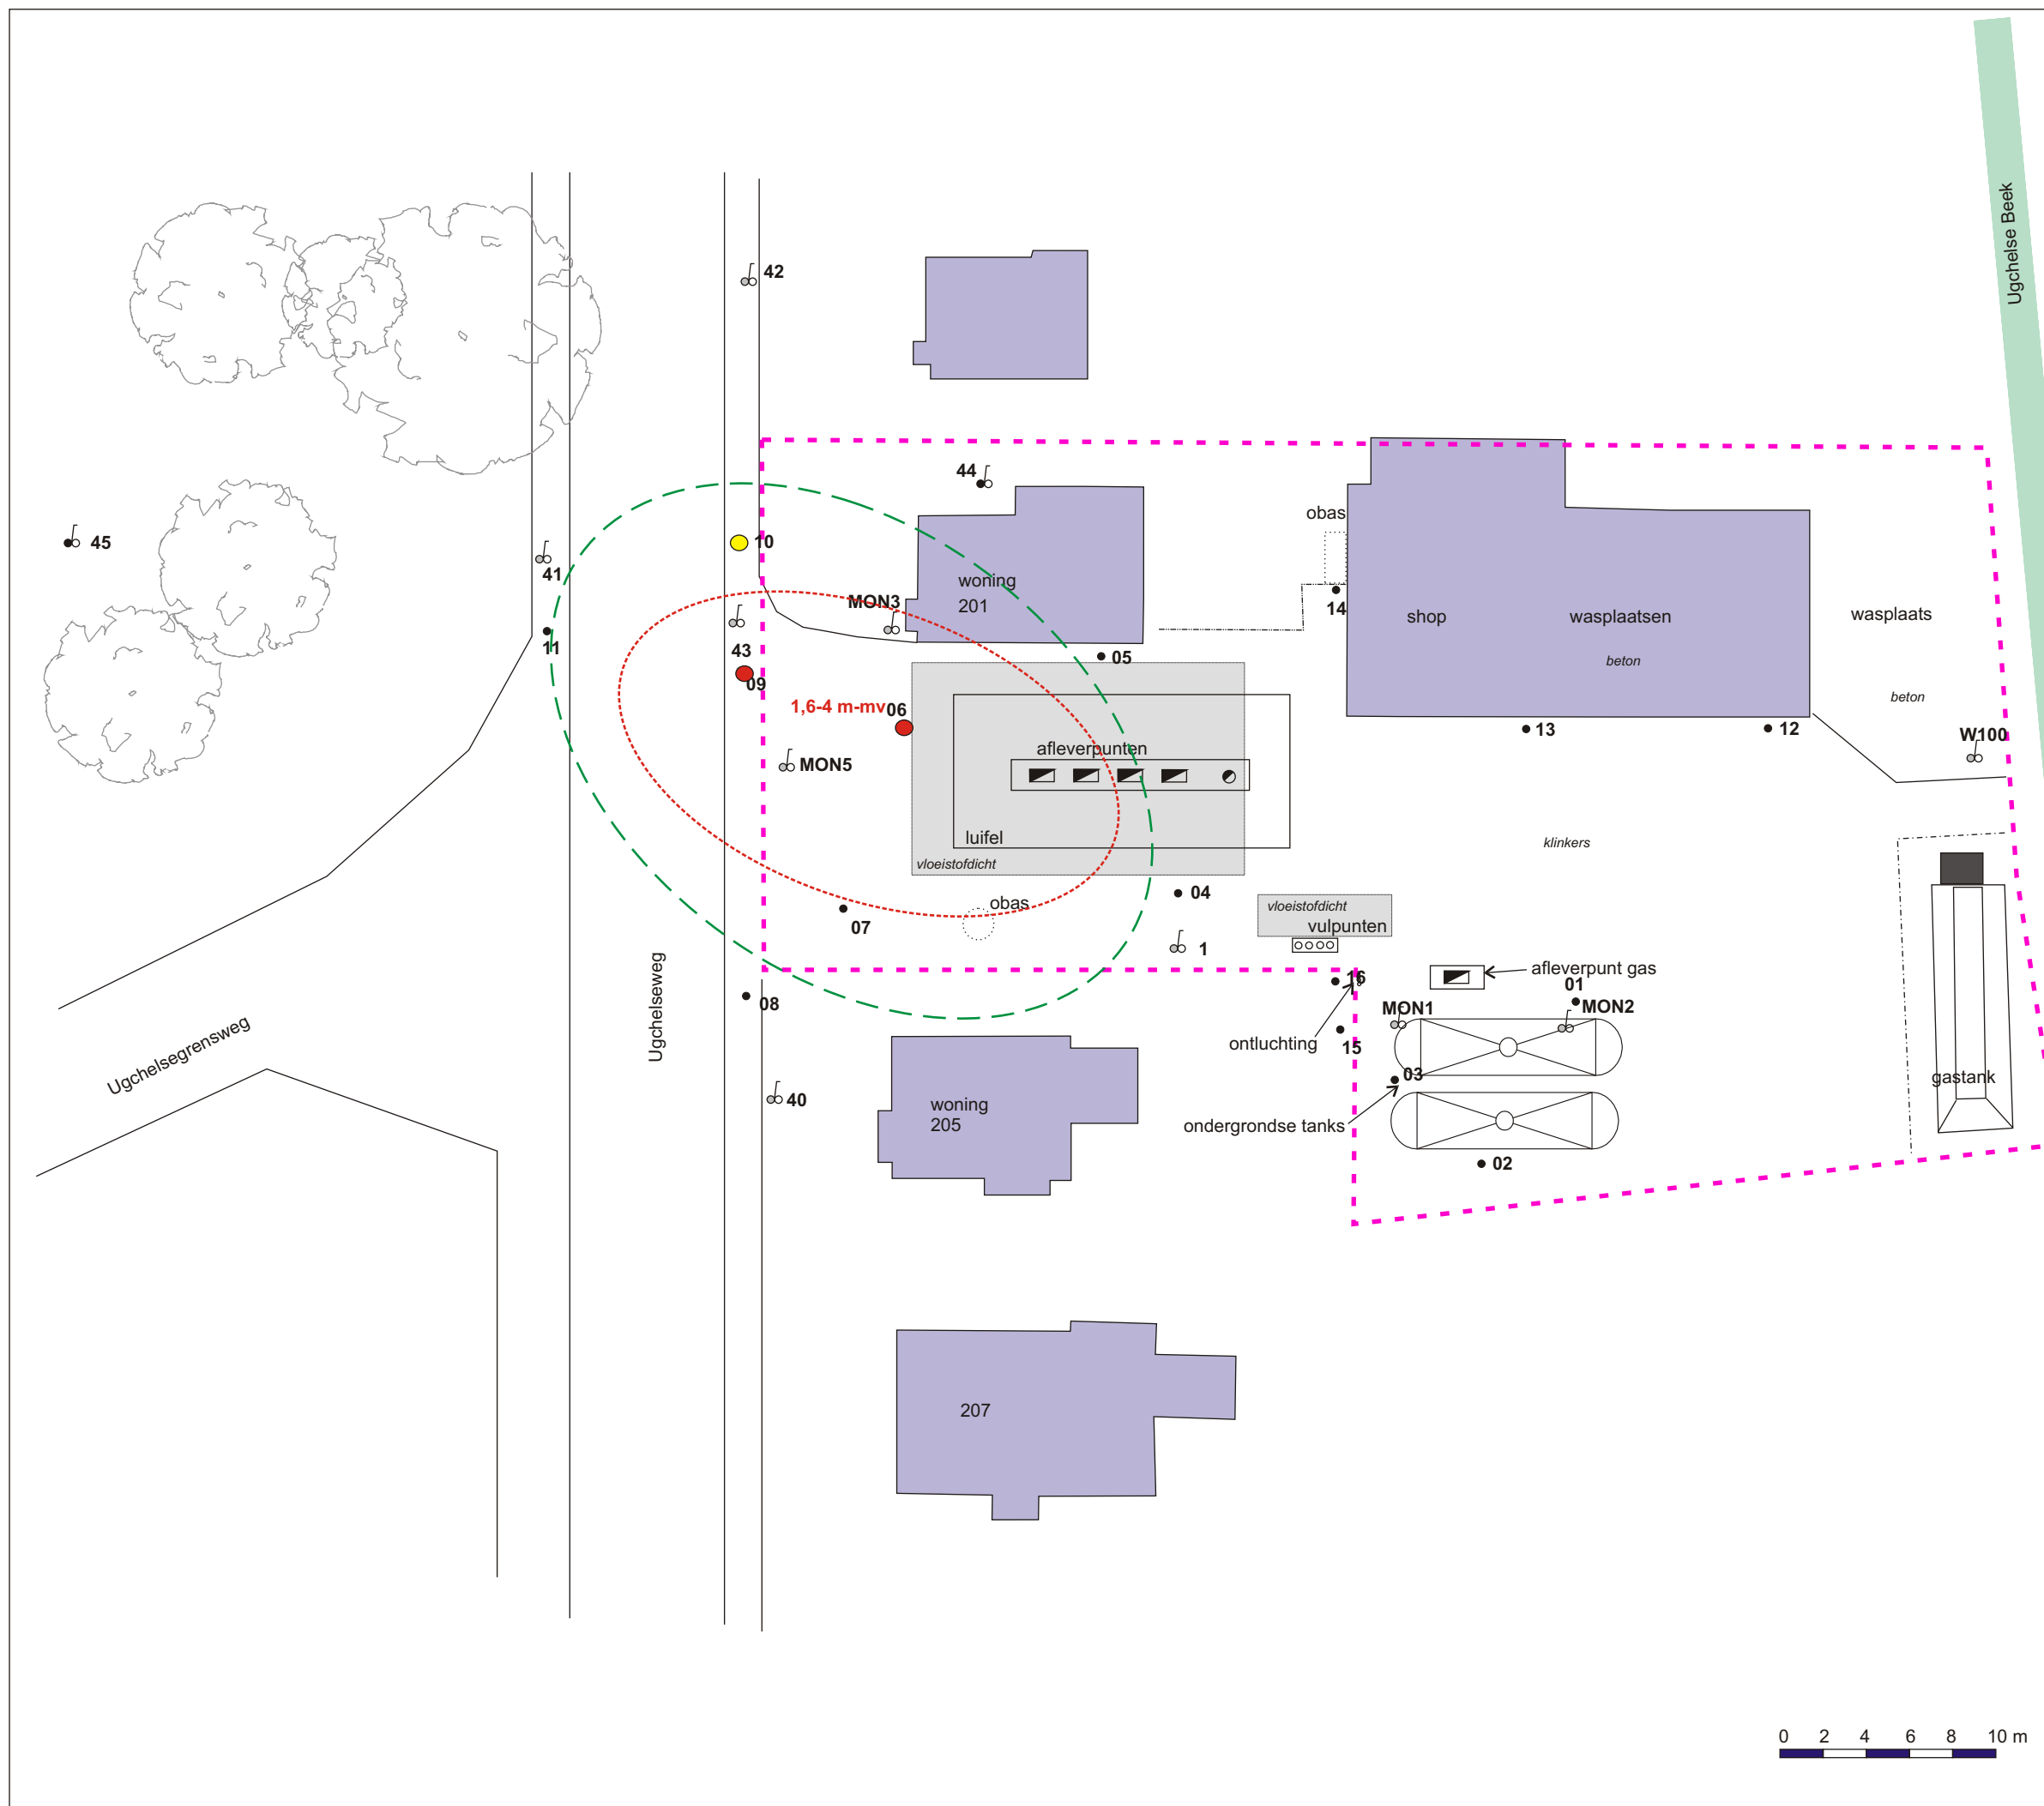 Ugchelse Beek
42
44
45
10
obas
41
woning
201
MON3
14
shop
wasplaatsen
wasplaats
11
43
05
beton
09
beton
1,6-4 m-mv
06
13
12
W100
afleverpunten
MON5
luifel
klinkers
vloeistofdicht
04
obas
vloeistofdicht
07
vulpunten
1
afleverpunt gas
16
01
08
MON1
MON2
Ugchelseweg
ontluchting
15
Ugchelsegrensweg
03
gastank
40
woning
205
ondergrondse tanks
02
207
0 2 4 6 8 10 m